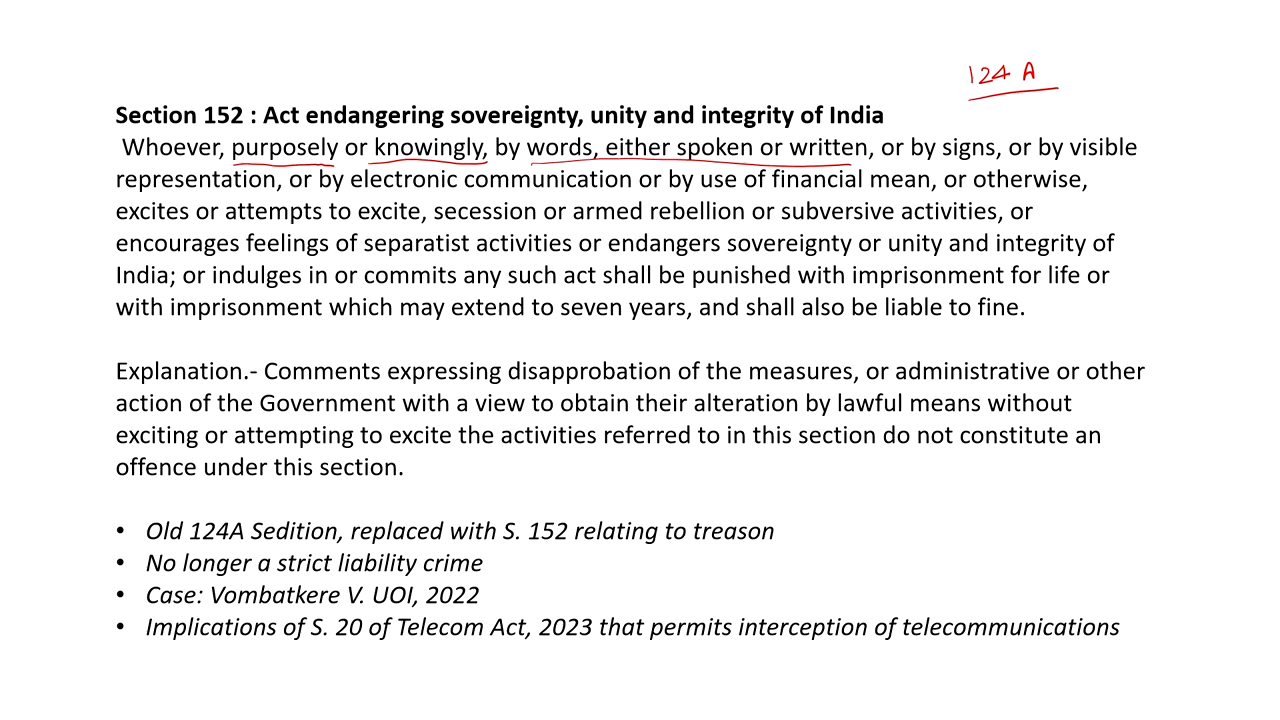 124 A
Section 152 : Act endangering sovereignty, unity and integrity of India
Whoever, purposely or knowingly, by words, either spoken or written, or by signs, or by visible
representation, or by electronic communication or by use of financial mean, or otherwise,
excites or attempts to excite, secession or armed rebellion or subversive activities, or
encourages feelings of separatist activities or endangers sovereignty or unity and integrity of
India; or indulges in or commits any such act shall be punished with imprisonment for life or
with imprisonment which may extend to seven years, and shall also be liable to fine.
Explanation.- Comments expressing disapprobation of the measures, or administrative or other
action of the Government with a view to obtain their alteration by lawful means without
exciting or attempting to excite the activities referred to in this section do not constitute an
offence under this section.
• Old 124A Sedition, replaced with S. 152 relating to treason
• No longer a strict liability crime
• Case: Vombatkere V. UOI, 2022
• Implications of S. 20 of Telecom Act, 2023 that permits interception of telecommunications